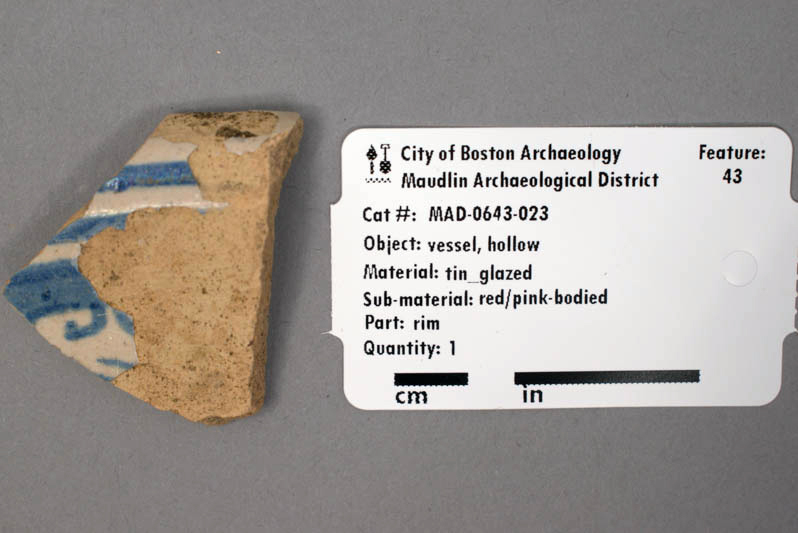 City of Boston Archaeology
Maudlin Archaeological District
Feature:
43
Cat #: MAD-0643-023
Object: vessel, hollow
Material: tin_glazed
Sub-material: red/pink-bodied
Part: rim
Quantity: 1
cm in